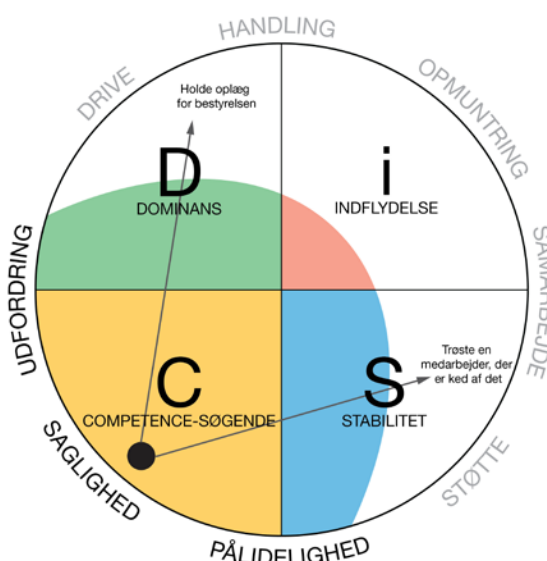 HANDLING
DRIVE
OPMUNTRING
Holde oplæg
for bestyrelsen
D
DOMINANS
i
INDFLYDELSE
UDFORDRING
SAMARBEJDE
Trøste en
medarbejder, der
er ked af det
C
COMPETENCE-SØGENDE
S
STABILITET
SAGLIGHED
STØTTE
PÅLIDELIGHED